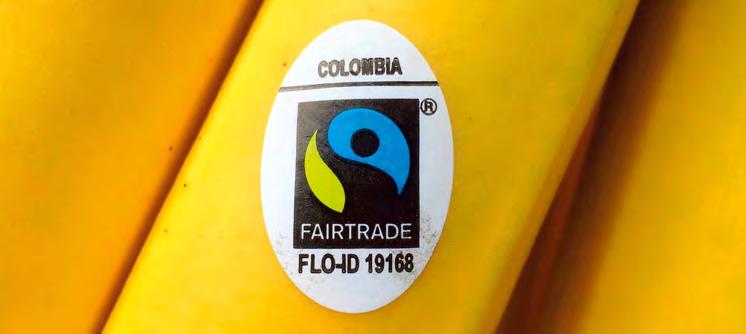 COLOMBIA
®
FAIRTRADE
FLO-ID 19168